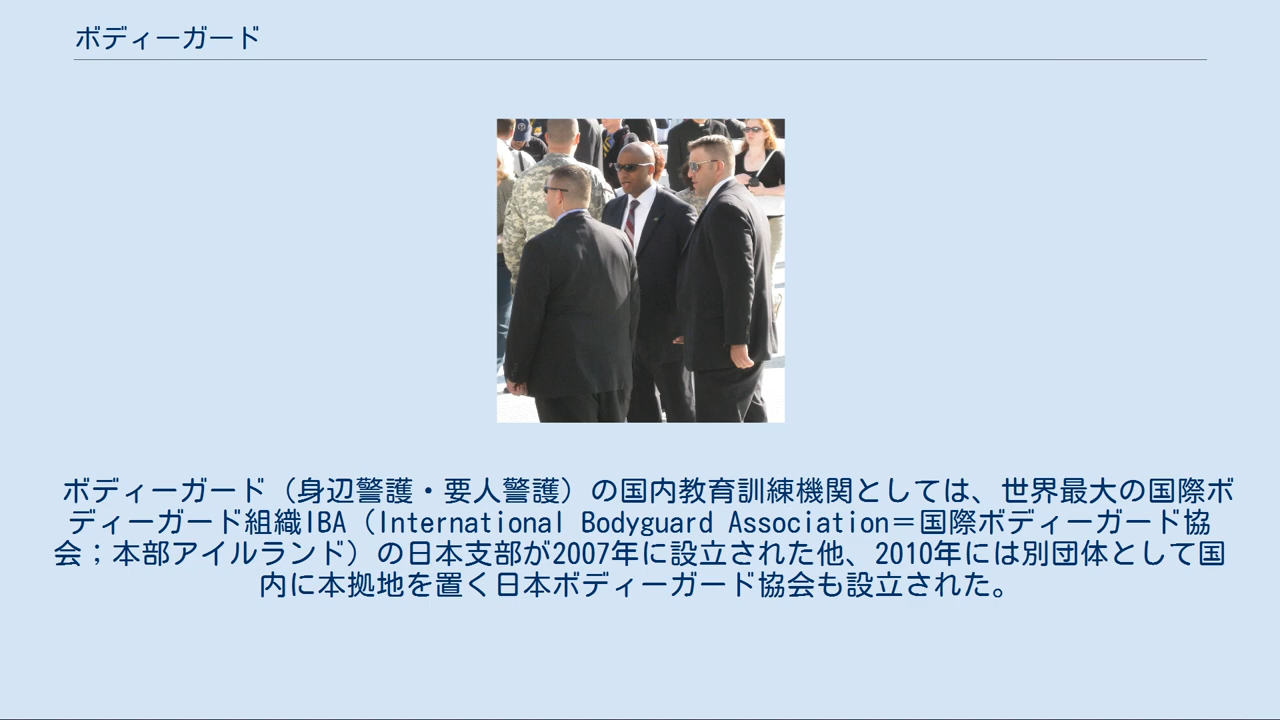 ボディーガード
ボディーガード（身辺警護・要人警護）の国内教育訓練機関としては、世界最大の国際ボ
ディーガード組織IBA（International Bodyguard Association＝国際ボディーガード協
会；本部アイルランド）の日本支部が2007年に設立された他、2010年には別団体として国
内に本拠地を置く日本ボディーガード協会も設立された。